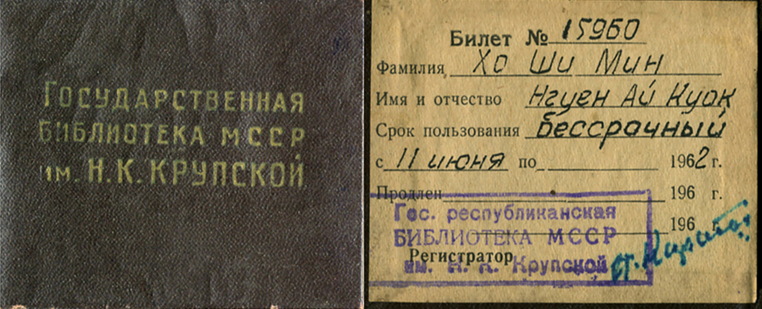 ГОСУДАРСТВЕННАЯ
БИБЛИОТЕКА МССР
им. Н.К. КРУПСКОЙ
Билет № 15960
Фамилия Хо Ши Мин
Имя и отчество Нгуен Ай Куок
Срок пользования бессрочный
с 11 июня по 1962 г.
Продлен 196 г.
Гос. республиканская
196
БИБЛИОТЕКА МССР
Регистратор
им. Н. К. Крупской